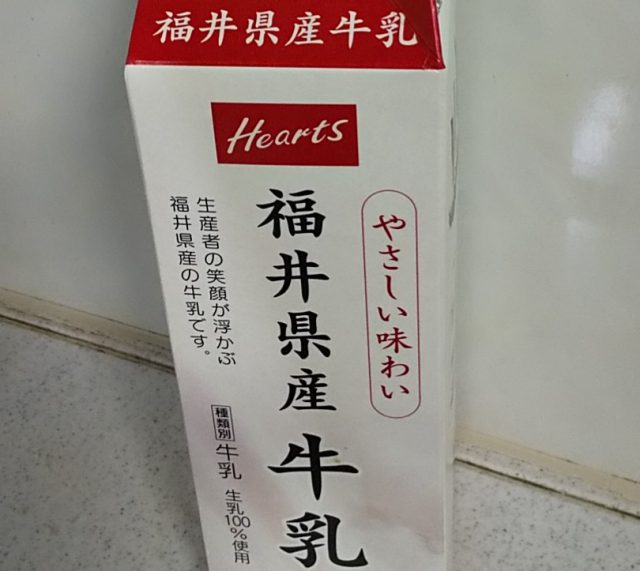 福井県産牛乳
Hearts
やさしい味わい
福井県産牛乳
生産者の笑顔が浮かぶ
福井県産の牛乳です。
種類別 牛乳 生乳100%使用